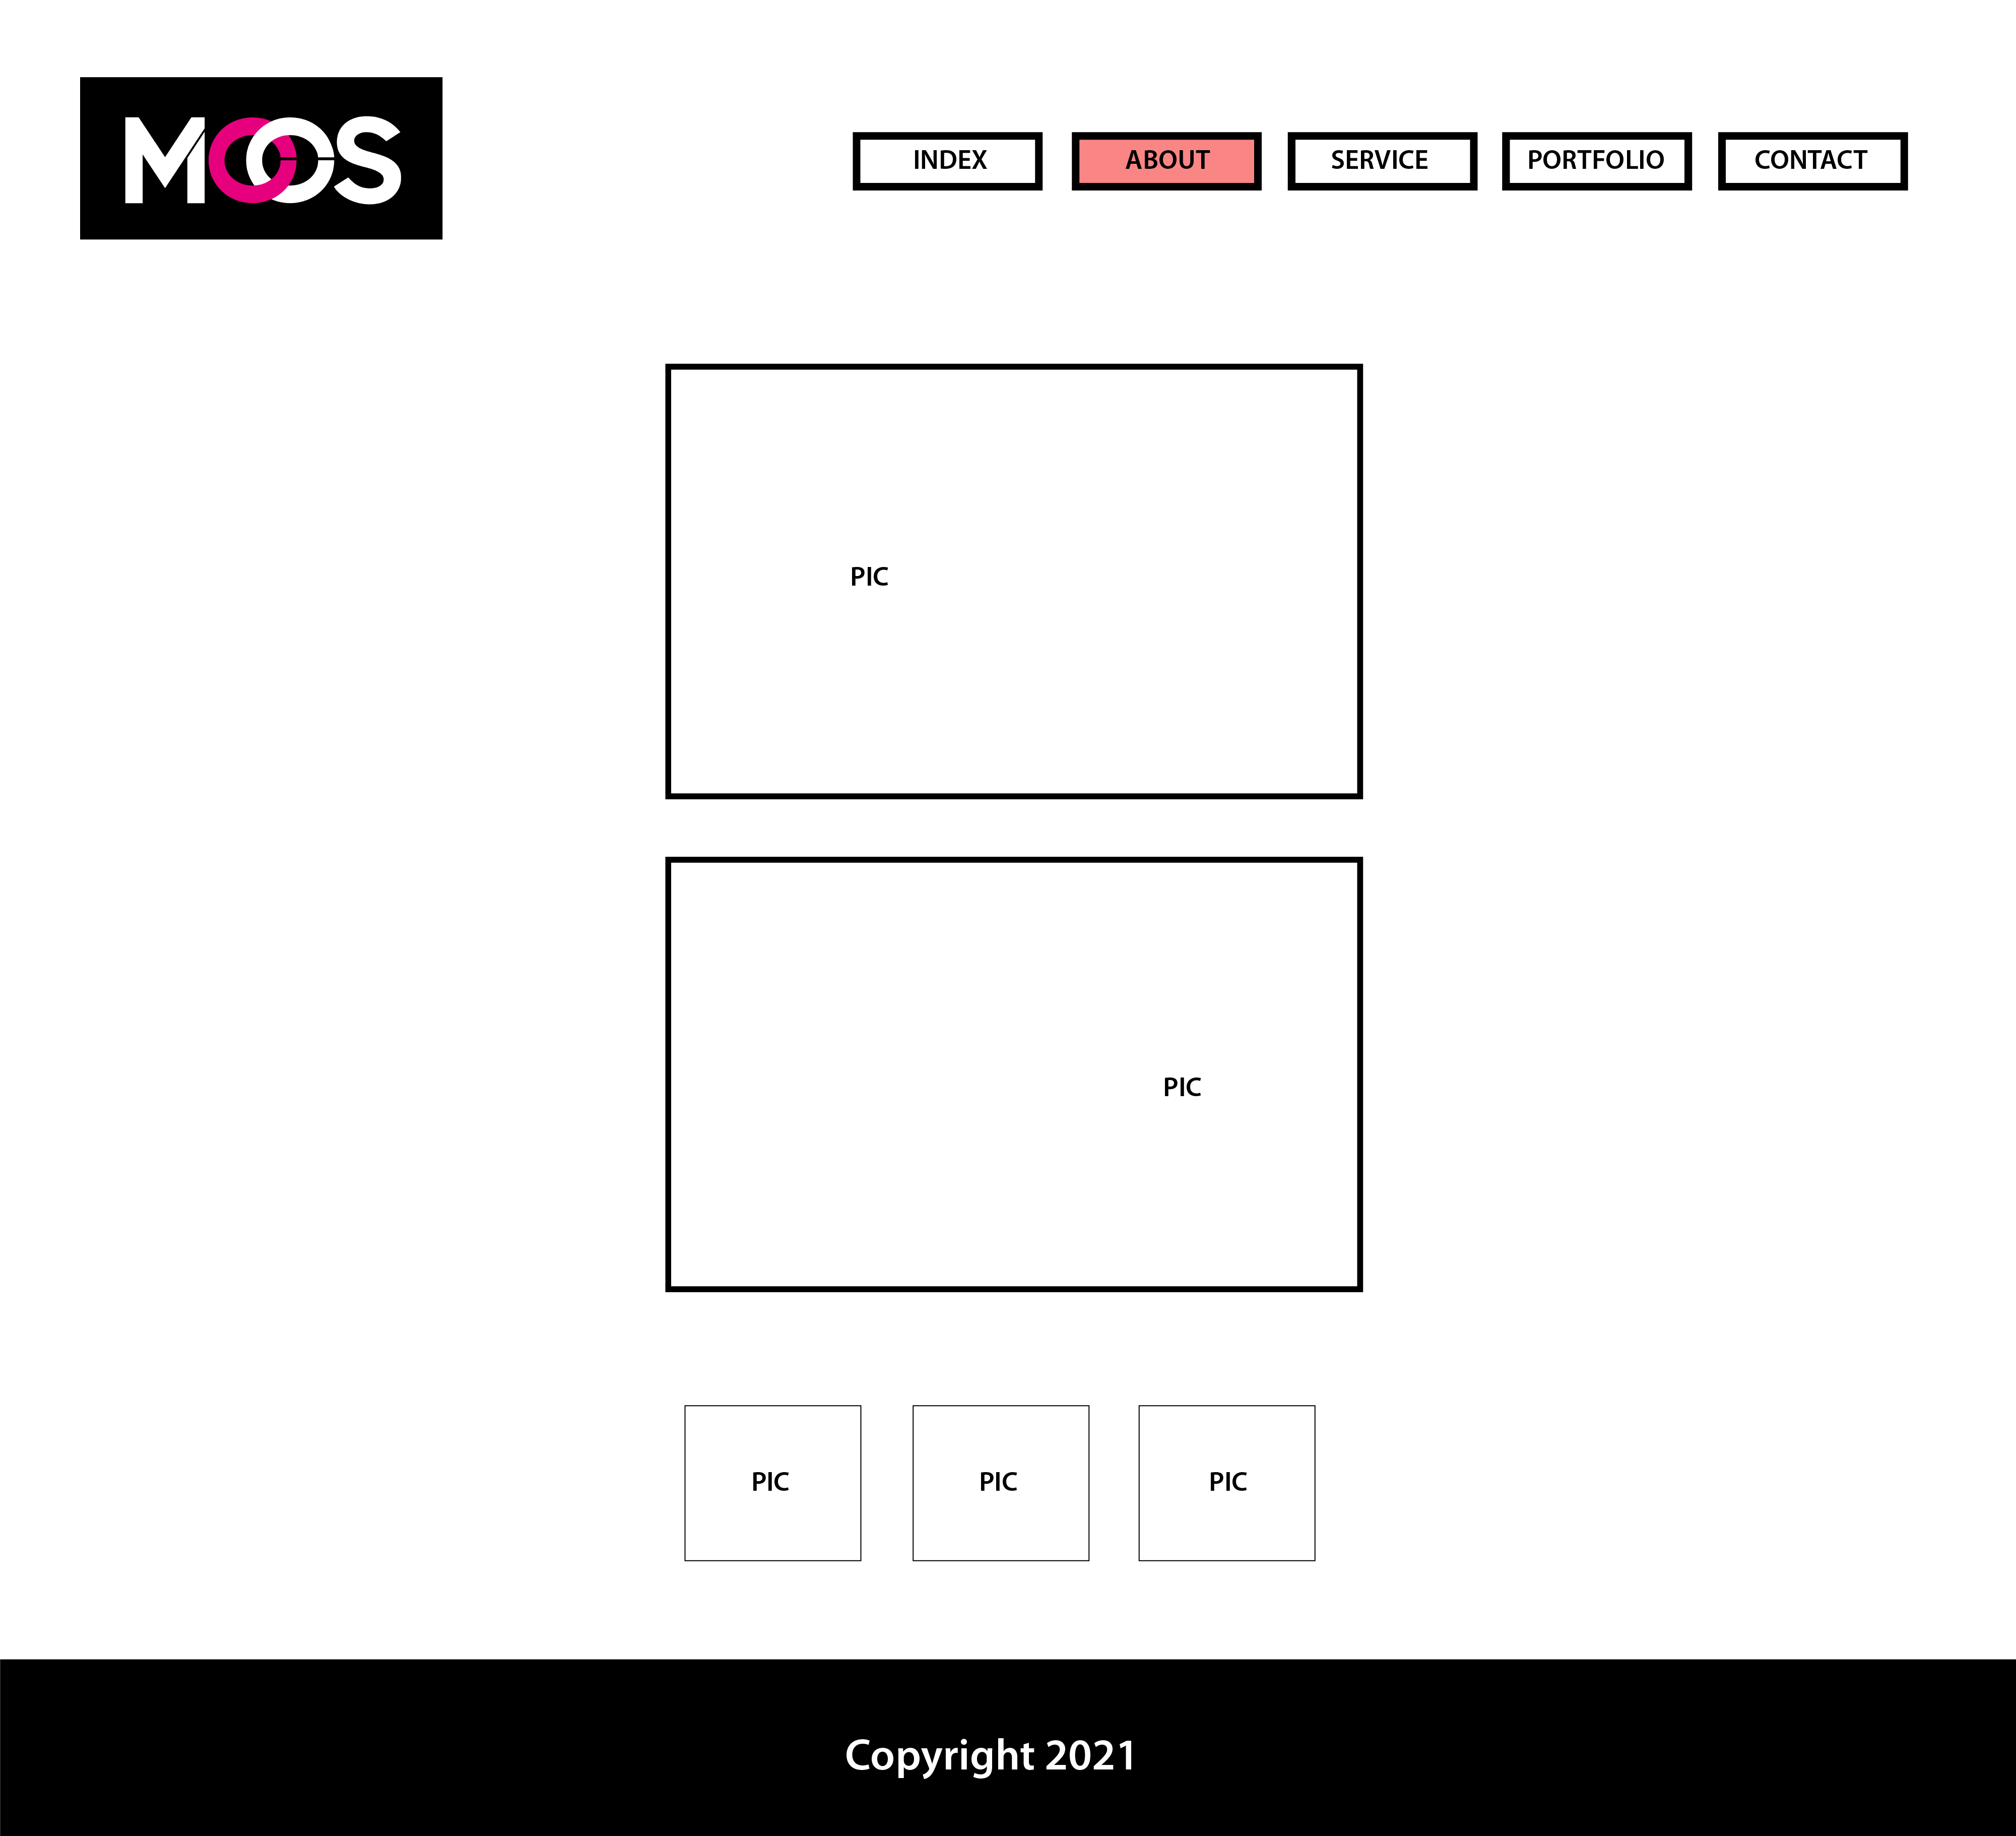 MOOS
INDEX ABOUT SERVICE PORTFOLIO CONTACT
PIC
PIC
PIC PIC PIC
Copyright 2021